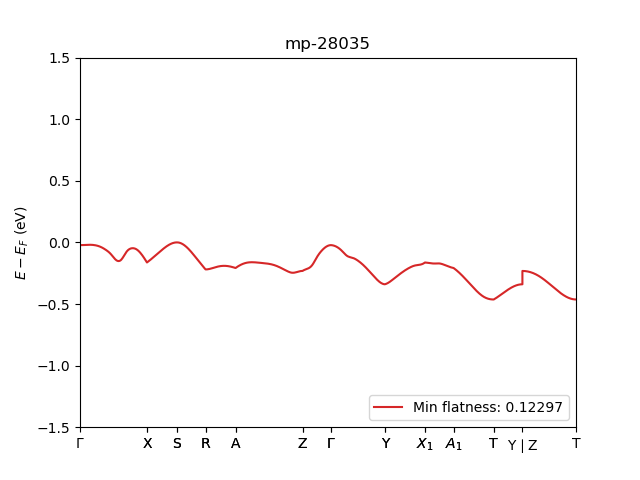 mp-28035
E − E_F (eV)
1.5
1.0
0.5
0.0
−0.5
−1.0
−1.5
Min flatness: 0.12297
Γ X S R A Z Γ Y X₁ A₁ T Y | Z T